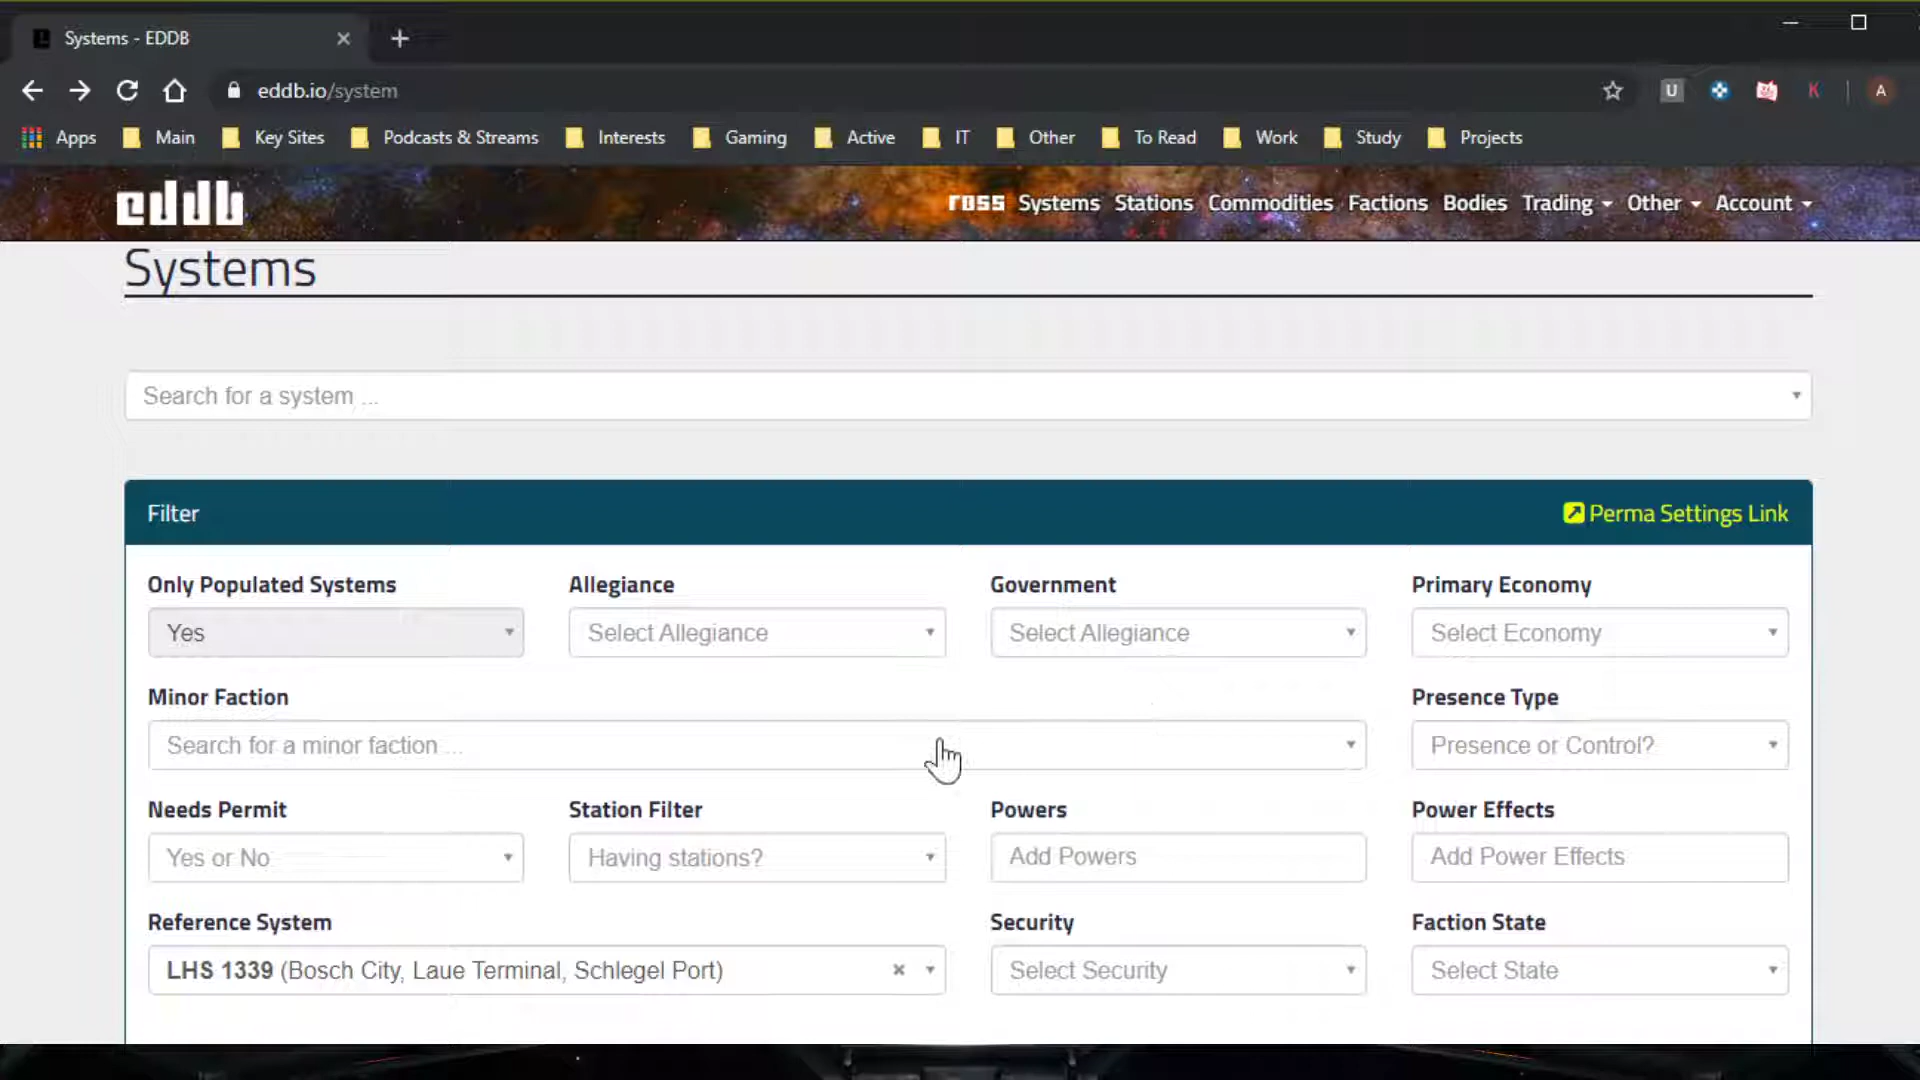 Systems - EDDB
eddb.io/system
U K A
Apps Main Key Sites Podcasts & Streams Interests Gaming Active IT Other To Read Work Study Projects
eddb ross Systems Stations Commodities Factions Bodies Trading Other Account
Systems
Search for a system ...
Filter Perma Settings Link
Only Populated Systems Allegiance Government Primary Economy
Yes Select Allegiance Select Allegiance Select Economy
Minor Faction Presence Type
Search for a minor faction ... Presence or Control?
Needs Permit Station Filter Powers Power Effects
Yes or No Having stations? Add Powers Add Power Effects
Reference System Security Faction State
LHS 1339 (Bosch City, Laue Terminal, Schlegel Port) × Select Security Select State